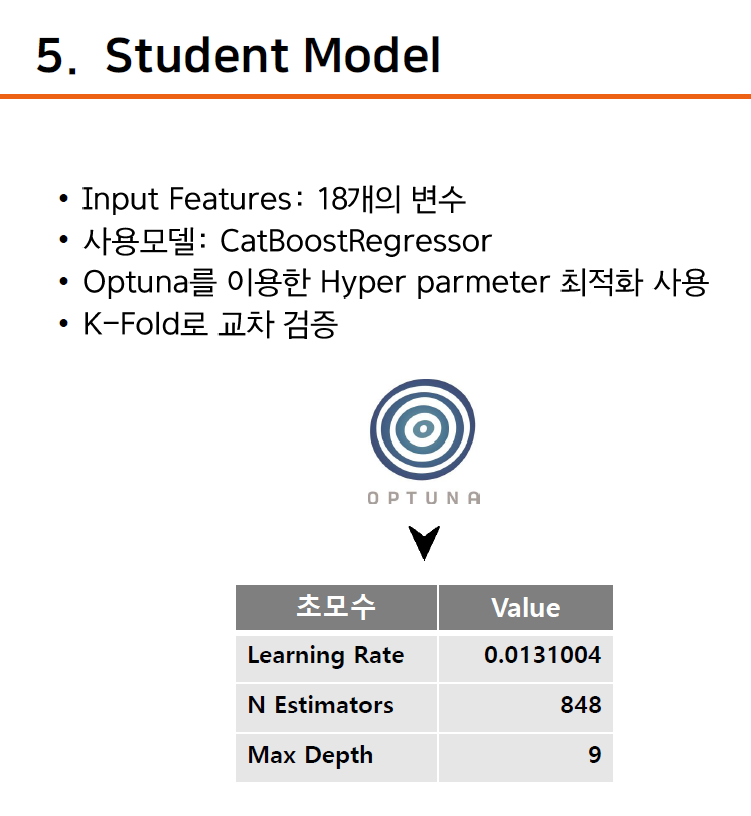 5. Student Model
• Input Features: 18개의 변수
• 사용모델: CatBoostRegressor
• Optuna를 이용한 Hyper parmeter 최적화 사용
• K-Fold로 교차 검증
OPTUNA
초모수 Value
Learning Rate 0.0131004
N Estimators 848
Max Depth 9